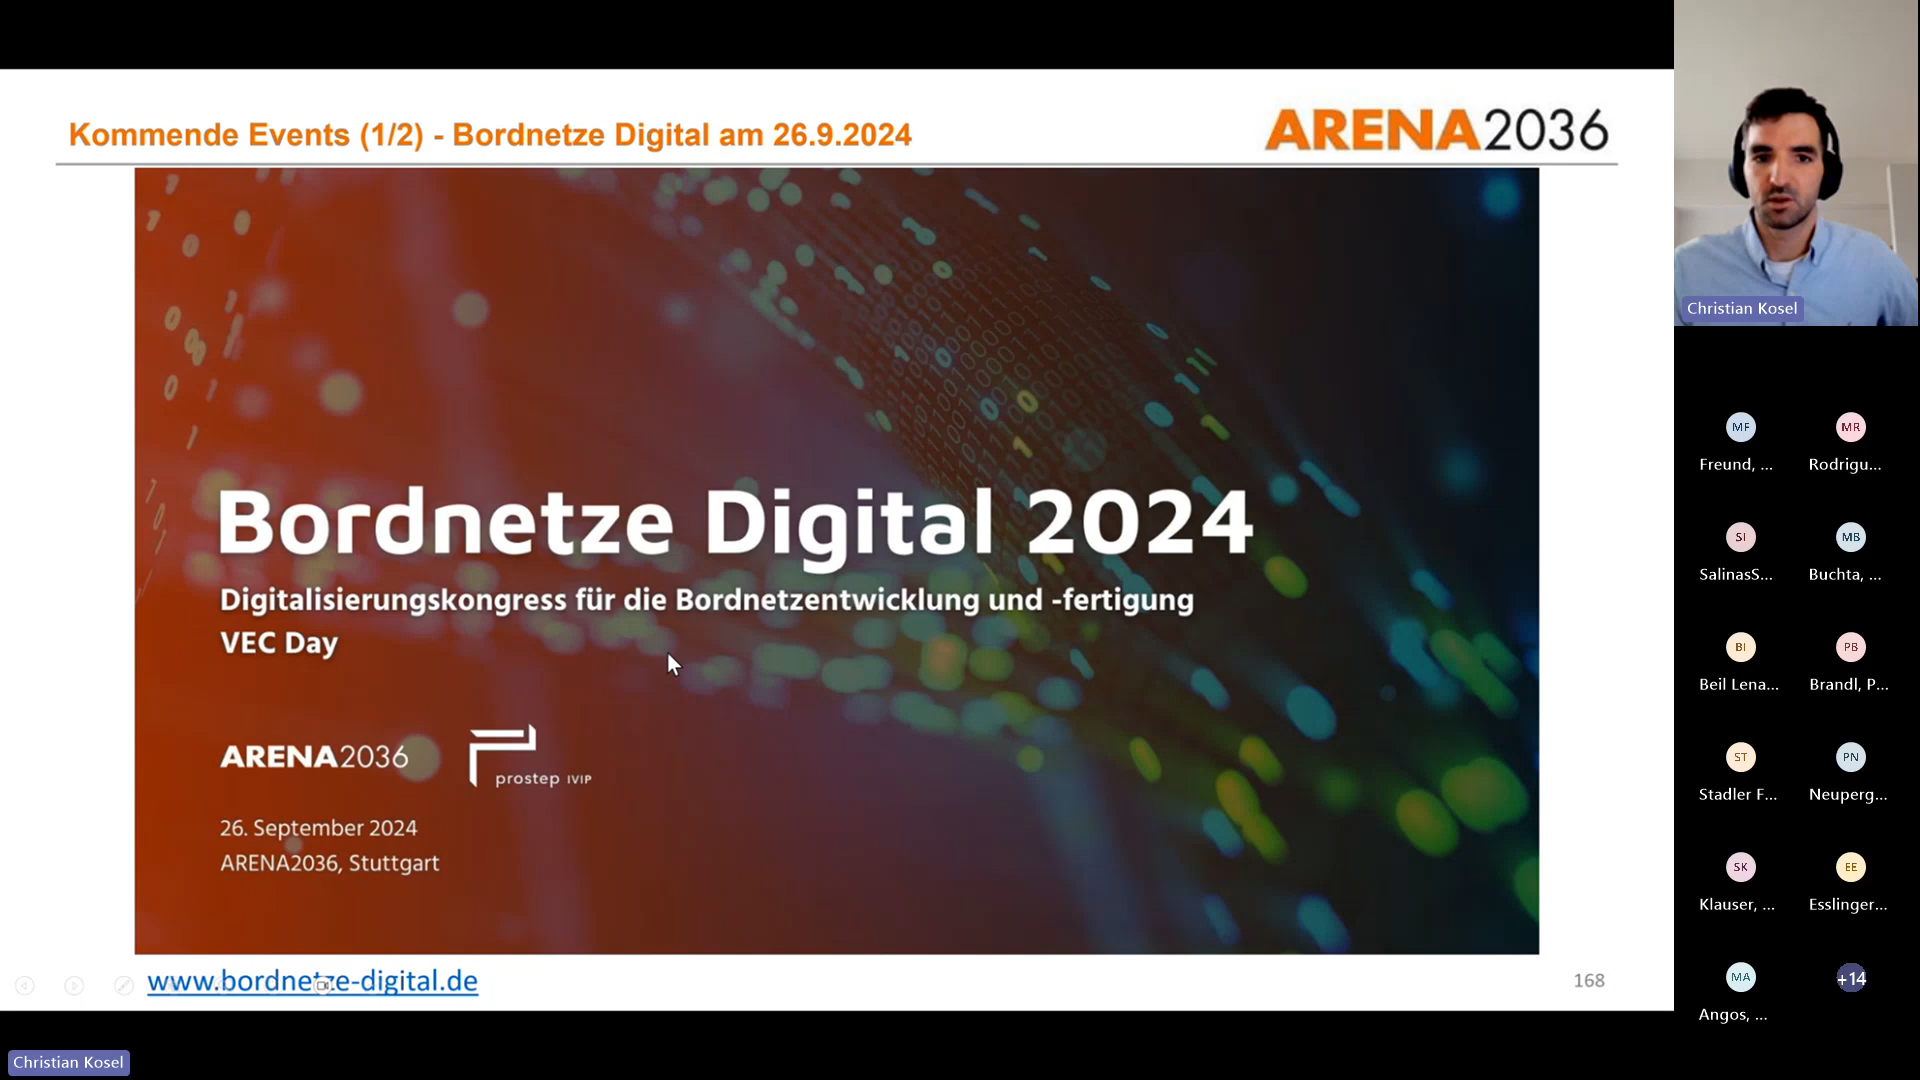 Kommende Events (1/2) - Bordnetze Digital am 26.9.2024
ARENA2036
Bordnetze Digital 2024
Digitalisierungskongress für die Bordnetzentwicklung und -fertigung
VEC Day
ARENA2036
prostep IVIP
26. September 2024
ARENA2036, Stuttgart
www.bordnetze-digital.de
168
Christian Kosel
Christian Kosel
MF
MR
Freund, ...
Rodrigu...
SI
MB
SalinasS...
Buchta, ...
BI
PB
Beil Lena...
Brandl, P...
ST
PN
Stadler F...
Neuperg...
SK
EE
Klauser, ...
Esslinger...
MA
+14
Angos, ...